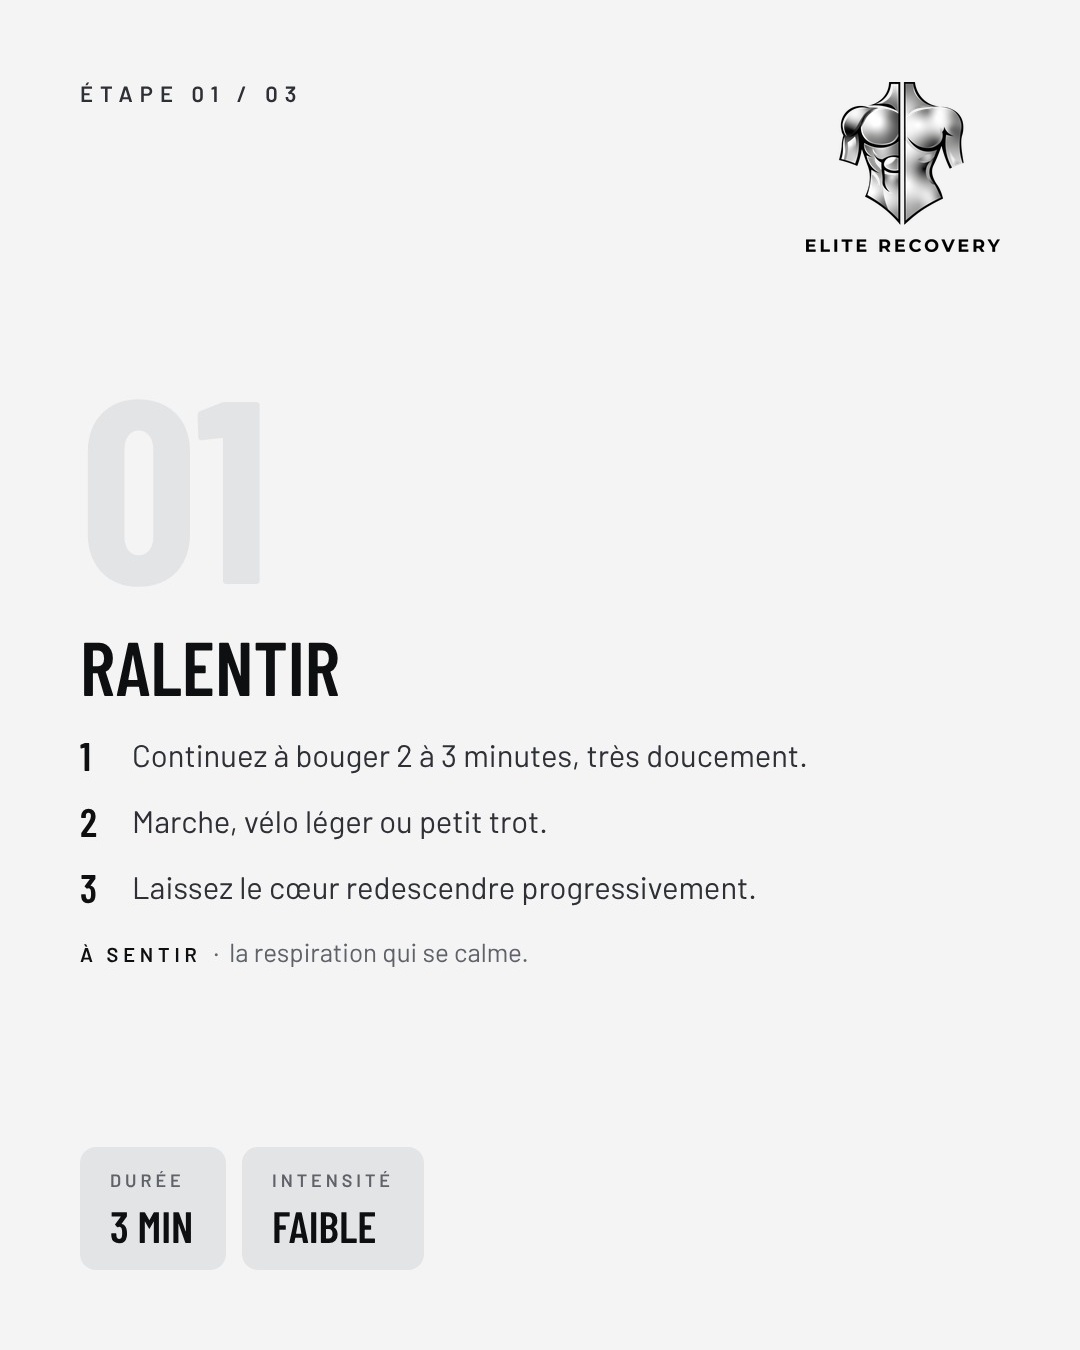 ÉTAPE 01 / 03
ELITE RECOVERY
01
RALENTIR
1 Continuez à bouger 2 à 3 minutes, très doucement.
2 Marche, vélo léger ou petit trot.
3 Laissez le cœur redescendre progressivement.
À SENTIR · la respiration qui se calme.
DURÉE
3 MIN
INTENSITÉ
FAIBLE